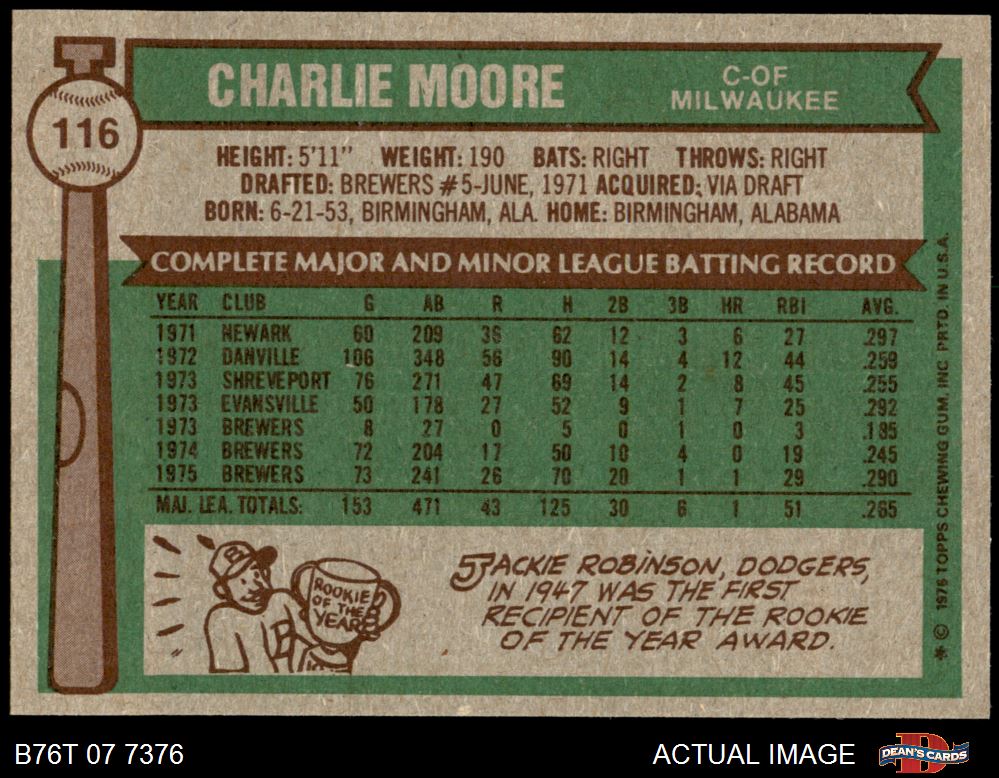 CHARLIE MOORE
C-OF
MILWAUKEE
116
HEIGHT: 5'11" WEIGHT: 190 BATS: RIGHT THROWS: RIGHT
DRAFTED: BREWERS #5-JUNE, 1971 ACQUIRED: VIA DRAFT
BORN: 6-21-53, BIRMINGHAM, ALA. HOME: BIRMINGHAM, ALABAMA
COMPLETE MAJOR AND MINOR LEAGUE BATTING RECORD
YEAR CLUB G AB R H 2B 3B HR RBI AVG.
1971 NEWARK 60 209 36 62 12 3 6 27 .297
1972 DANVILLE 106 348 56 90 14 4 12 44 .259
1973 SHREVEPORT 76 271 47 69 14 2 8 45 .255
1973 EVANSVILLE 50 178 27 52 9 1 7 25 .292
1973 BREWERS 8 27 0 5 0 1 0 3 .185
1974 BREWERS 72 204 17 50 10 4 0 19 .245
1975 BREWERS 73 241 26 70 20 1 1 29 .290
MAJ. LEA. TOTALS: 153 471 43 125 30 6 1 51 .265
B
ROOKIE
OF THE
YEAR
B
JACKIE ROBINSON, DODGERS,
IN 1947 WAS THE FIRST
RECIPIENT OF THE ROOKIE
OF THE YEAR AWARD.
* © 1976 TOPPS CHEWING GUM, INC. PRTD. IN U.S.A.
B76T 07 7376
ACTUAL IMAGE
DEAN'S CARDS